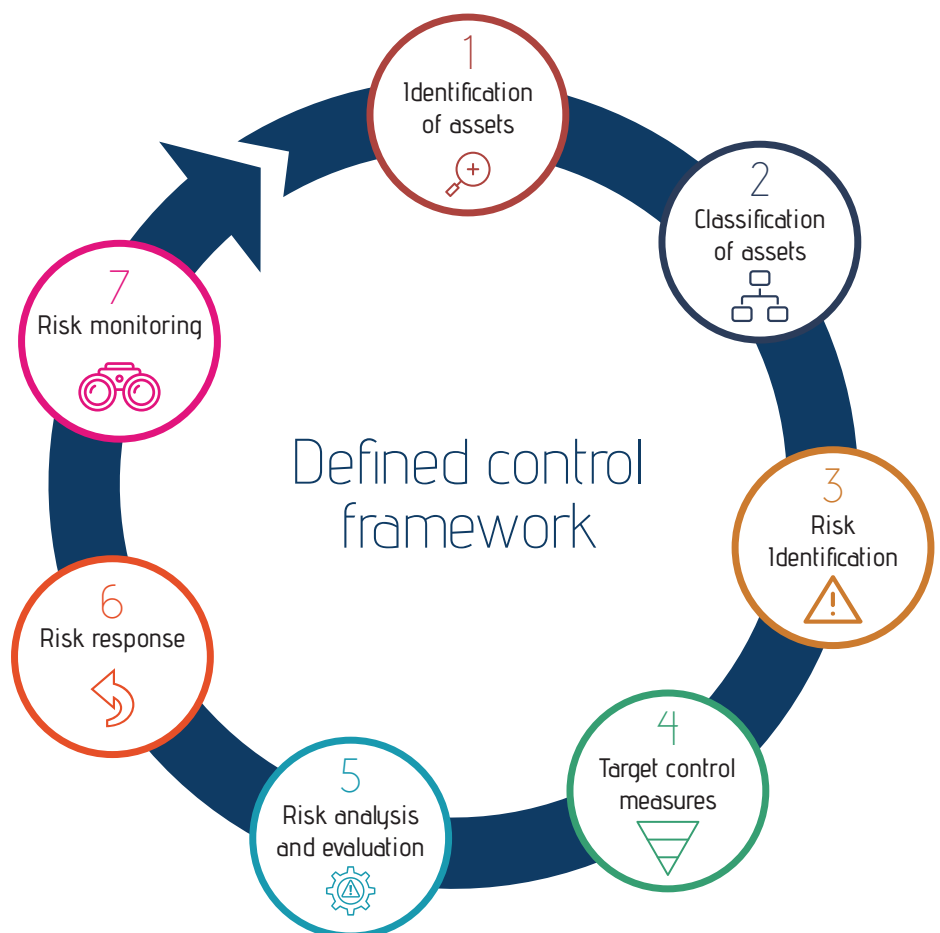 1
Identification
of assets
2
Classification
of assets
3
Risk
Identification
4
Target control
measures
5
Risk analysis
and evaluation
6
Risk response
7
Risk monitoring
Defined control
framework